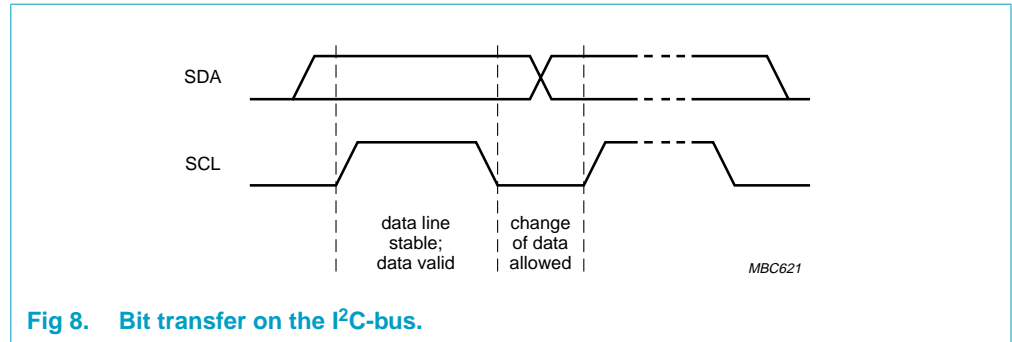 SDA
SCL
data line
stable;
data valid
change
of data
allowed
MBC621
Fig 8. Bit transfer on the I²C-bus.